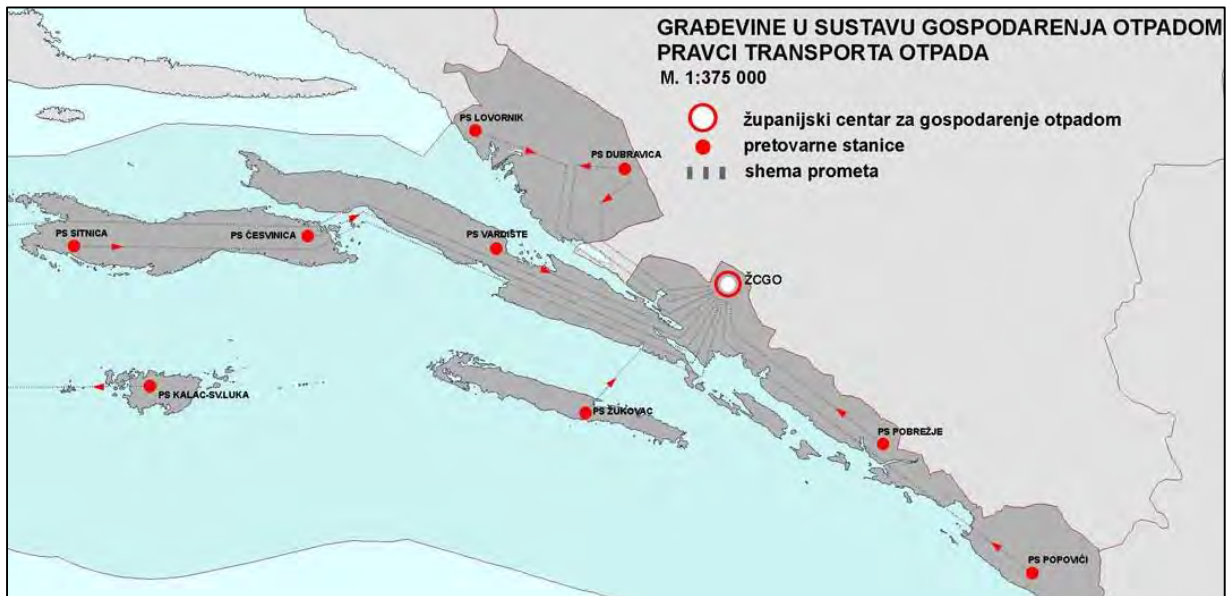 GRAĐEVINE U SUSTAVU GOSPODARENJA OTPADOM
PRAVCI TRANSPORTA OTPADA
M. 1:375 000
županijski centar za gospodarenje otpadom
pretovarne stanice
shema prometa
PS LOVORNIK
PS DUBRAVICA
PS SITNICA
PS ČESVINICA
PS VARDIŠTE
ŽCGO
PS KALAC-SV.LUKA
PS ŽUKOVAC
PS POBREŽJE
PS POPOVIĆI